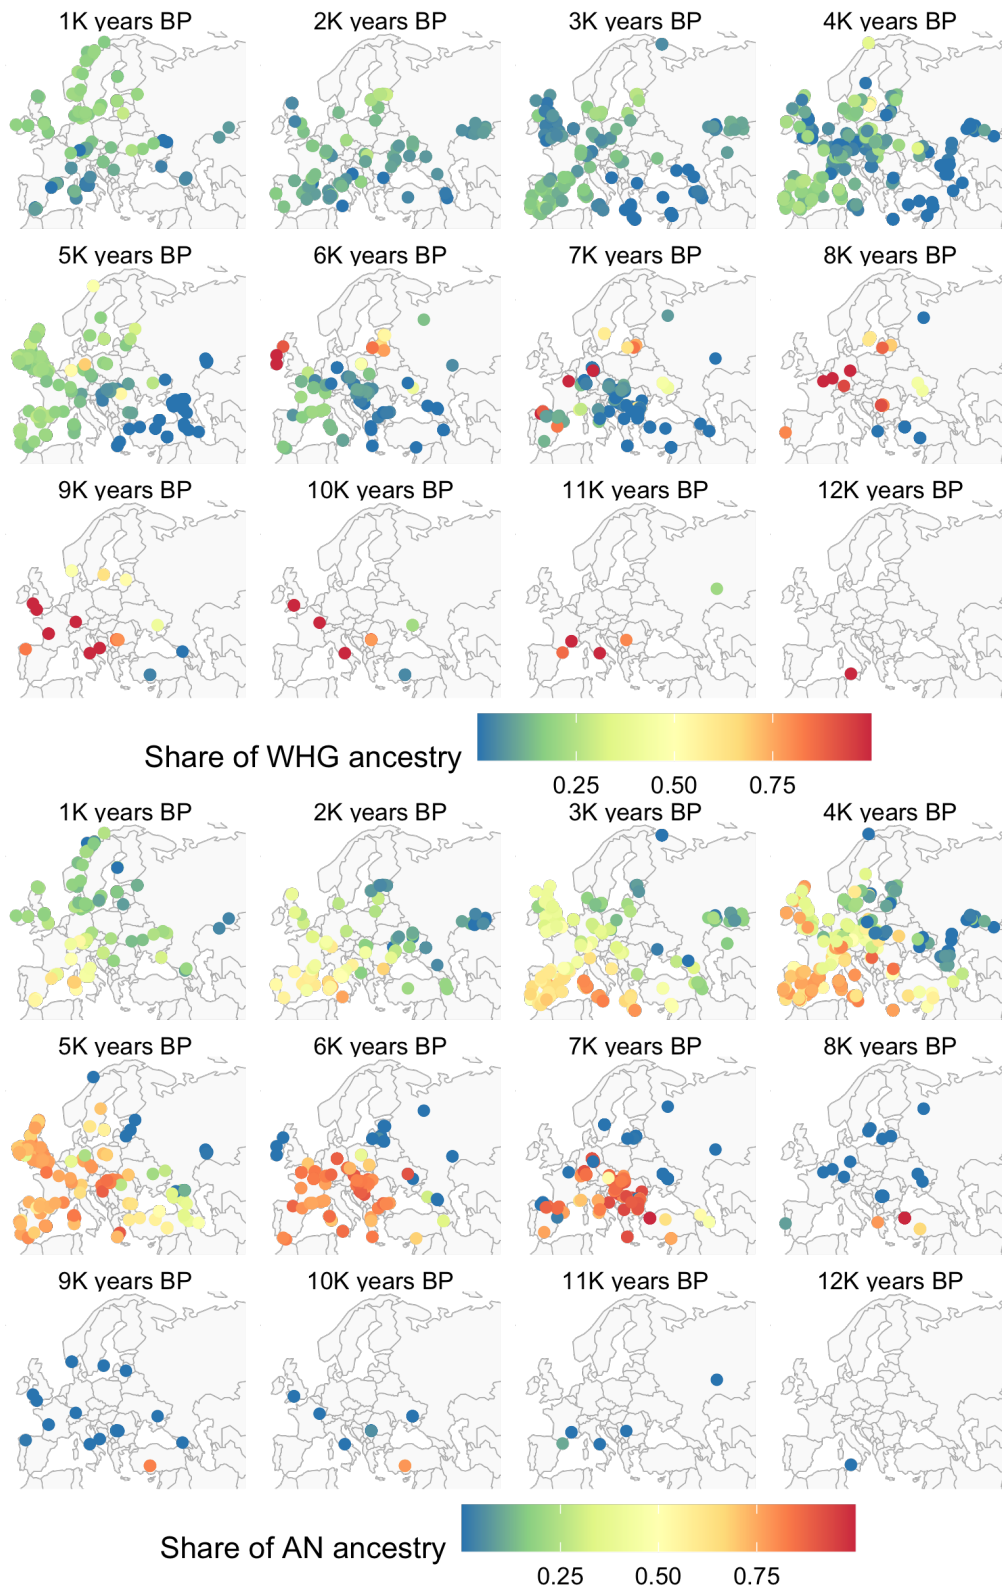 1K years BP 2K years BP 3K years BP 4K years BP
5K years BP 6K years BP 7K years BP 8K years BP
9K years BP 10K years BP 11K years BP 12K years BP
Share of WHG ancestry
0.25 0.50 0.75
1K years BP 2K years BP 3K years BP 4K years BP
5K years BP 6K years BP 7K years BP 8K years BP
9K years BP 10K years BP 11K years BP 12K years BP
Share of AN ancestry
0.25 0.50 0.75